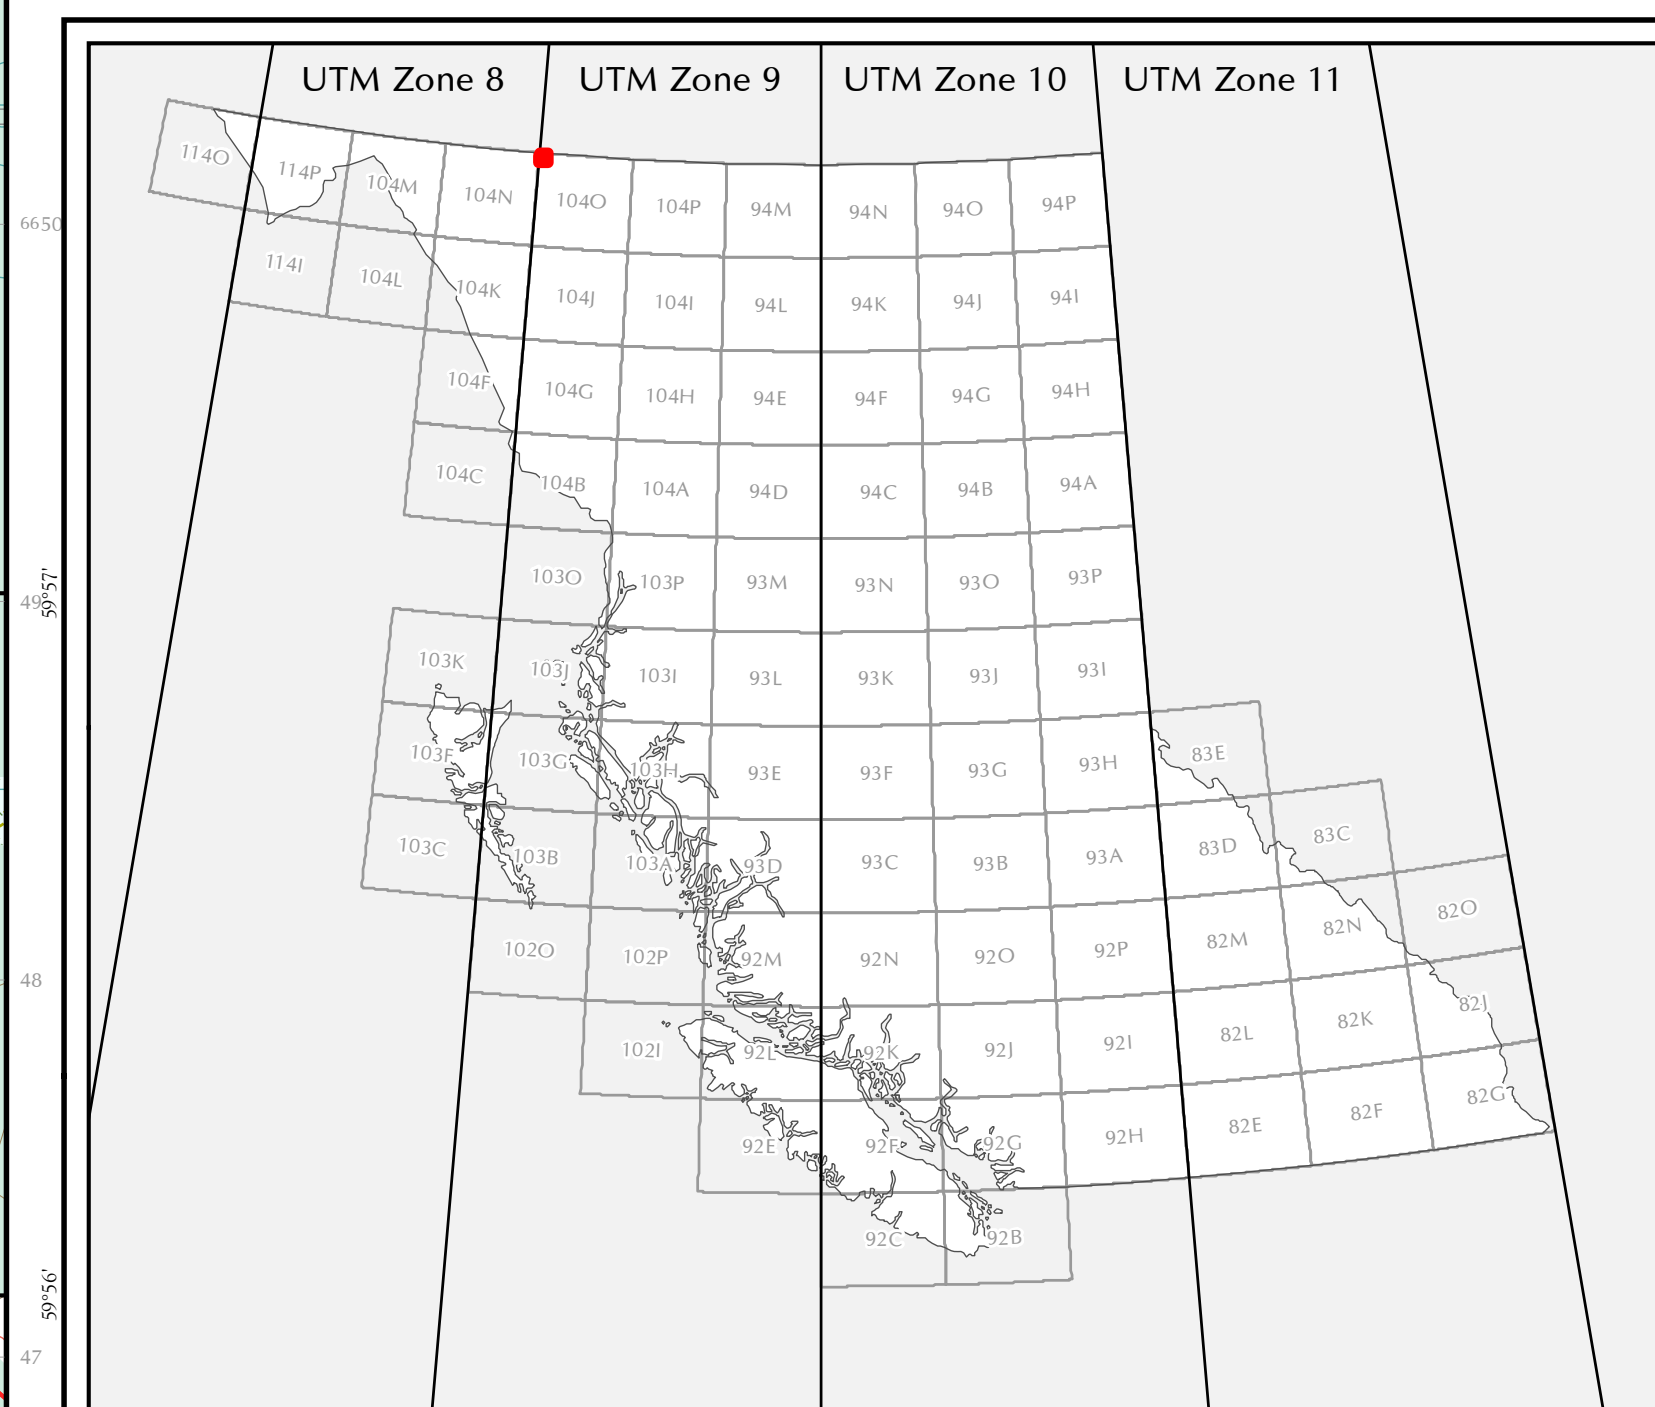 UTM Zone 8 UTM Zone 9 UTM Zone 10 UTM Zone 11
114O 114P 104M 104N 104O 104P 94M 94N 94O 94P
6650
114I 104L 104K 104J 104I 94L 94K 94J 94I
104F 104G 104H 94E 94F 94G 94H
104C 104B 104A 94D 94C 94B 94A
49
59°57'
103O 103P 93M 93N 93O 93P
103K 103J 103I 93L 93K 93J 93I
103F 103G 103H 93E 93F 93G 93H 83E
103C 103B 103A 93D 93C 93B 93A 83D 83C
48
102O 102P 92M 92N 92O 92P 82M 82N 82O
102I 92L 92K 92J 92I 82L 82K 82J
92E 92F 92G 92H 82E 82F 82G
92C 92B
59°56'
47